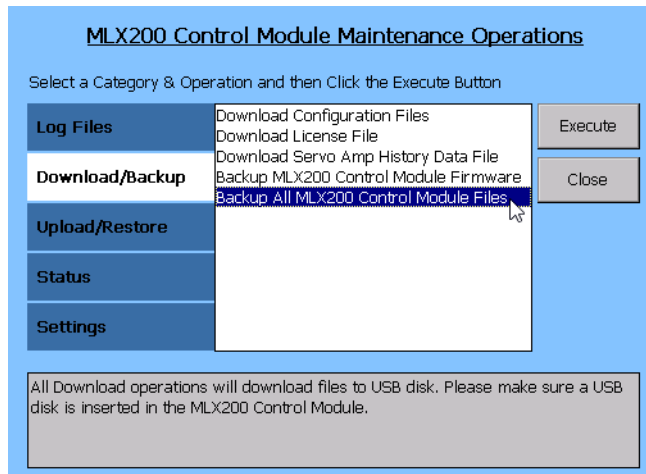 MLX200 Control Module Maintenance Operations
Select a Category & Operation and then Click the Execute Button
Log Files
Download/Backup
Upload/Restore
Status
Settings
Download Configuration Files
Download License File
Download Servo Amp History Data File
Backup MLX200 Control Module Firmware
Backup All MLX200 Control Module Files
Execute
Close
All Download operations will download files to USB disk. Please make sure a USB
disk is inserted in the MLX200 Control Module.